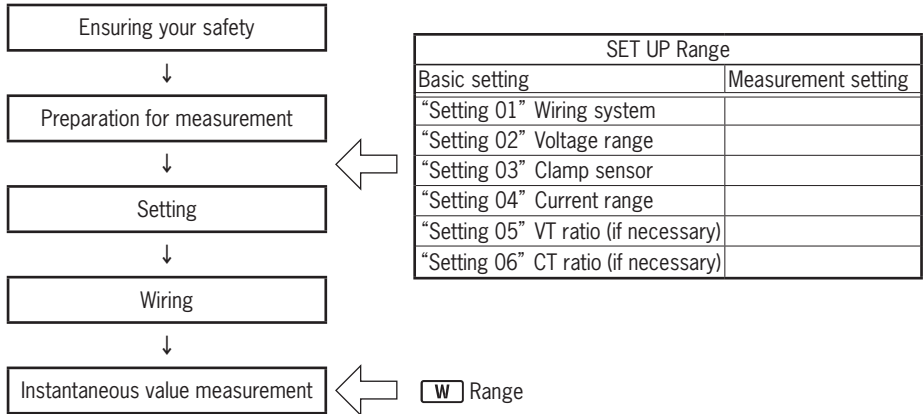 Ensuring your safety
↓
Preparation for measurement
↓
Setting
↓
Wiring
↓
Instantaneous value measurement
SET UP Range
Basic setting Measurement setting
“Setting 01” Wiring system
“Setting 02” Voltage range
“Setting 03” Clamp sensor
“Setting 04” Current range
“Setting 05” VT ratio (if necessary)
“Setting 06” CT ratio (if necessary)
W Range